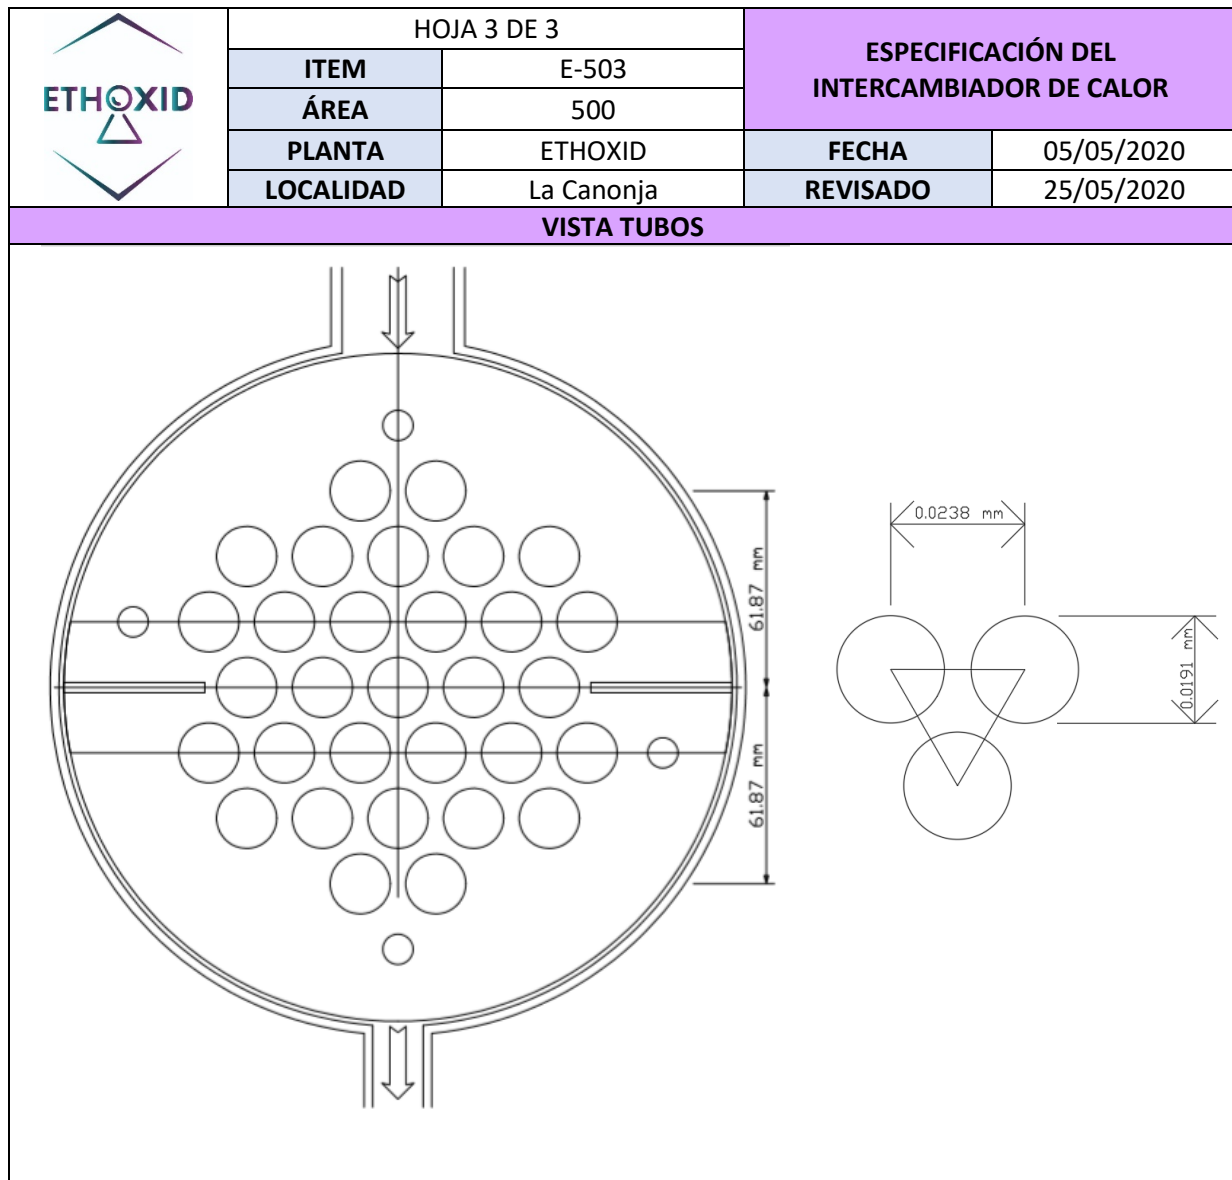 ETHOXID
HOJA 3 DE 3
ESPECIFICACIÓN DEL
INTERCAMBIADOR DE CALOR
ITEM E-503
ÁREA 500
PLANTA ETHOXID FECHA 05/05/2020
LOCALIDAD La Canonja REVISADO 25/05/2020
VISTA TUBOS
61.87 mm
61.87 mm
0.0238 mm
0.0191 mm